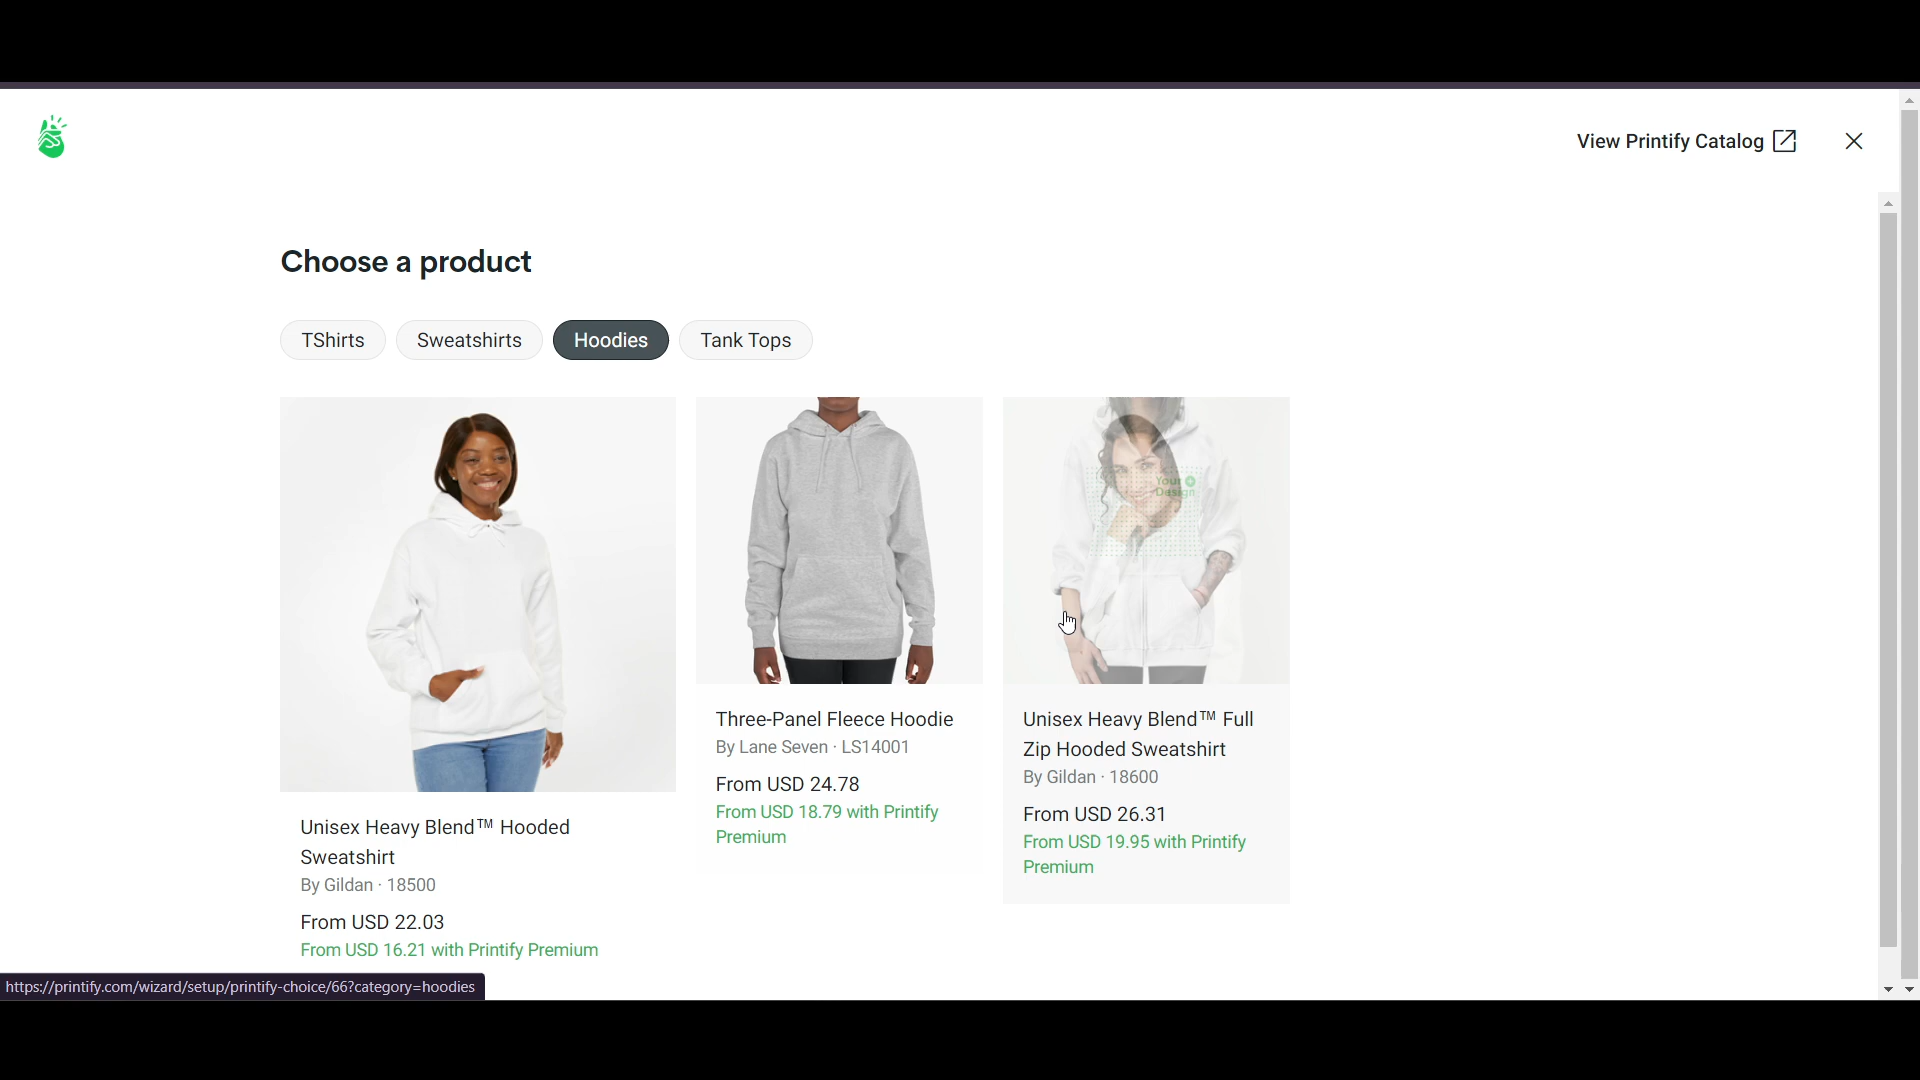 View Printify Catalog
Choose a product
TShirts
Sweatshirts
Hoodies
Tank Tops
Your
Design
Unisex Heavy Blend™ Hooded
Sweatshirt
By Gildan · 18500
From USD 22.03
From USD 16.21 with Printify Premium
Three-Panel Fleece Hoodie
By Lane Seven · LS14001
From USD 24.78
From USD 18.79 with Printify
Premium
Unisex Heavy Blend™ Full
Zip Hooded Sweatshirt
By Gildan · 18600
From USD 26.31
From USD 19.95 with Printify
Premium
https://printify.com/wizard/setup/printify-choice/66?category=hoodies